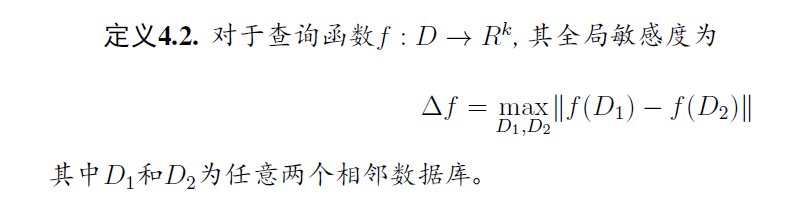 定义4.2. 对于查询函数f : D → R^k, 其全局敏感度为
Δf = max_{D_1,D_2} ‖f(D_1) − f(D_2)‖
其中D_1和D_2为任意两个相邻数据库。